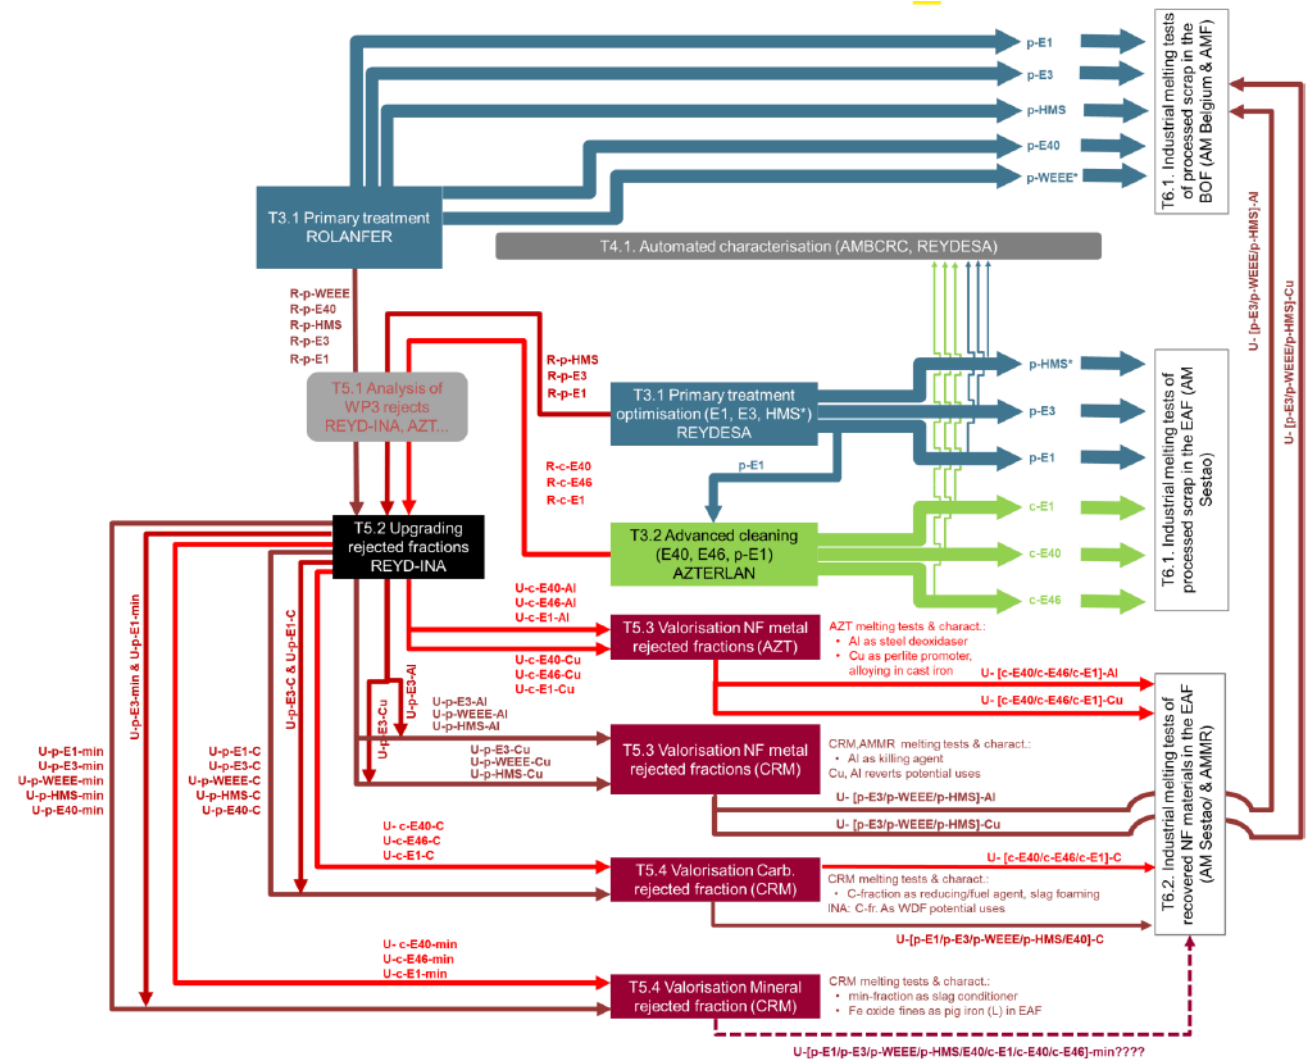 p-E1
p-E3
p-HMS
p-E40
p-WEEE*
T6.1. Industrial melting tests
of processed scrap in the
BOF (AM Belgium & AMF)
T3.1 Primary treatment
ROLANFER
T4.1. Automated characterisation (AMBCRC, REYDESA)
U- [p-E3/p-WEEE/p-HMS]-Al
U- [p-E3/p-WEEE/p-HMS]-Cu
R-p-WEEE
R-p-E40
R-p-HMS
R-p-E3
R-p-E1
T5.1 Analysis of
WP3 rejects
REYD-INA, AZT...
R-p-HMS
R-p-E3
R-p-E1
T3.1 Primary treatment
optimisation (E1, E3, HMS*)
REYDESA
p-HMS*
p-E3
p-E1
T6.1. Industrial melting tests of
processed scrap in the EAF (AM
Sestao)
p-E1
R-c-E40
R-c-E46
R-c-E1
T3.2 Advanced cleaning
(E40, E46, p-E1)
AZTERLAN
c-E1
c-E40
c-E46
T5.2 Upgrading
rejected fractions
REYD-INA
U-c-E40-Al
U-c-E46-Al
U-c-E1-Al
U-c-E40-Cu
U-c-E46-Cu
U-c-E1-Cu
T5.3 Valorisation NF metal
rejected fractions (AZT)
AZT melting tests & charact.:
• Al as steel deoxidaser
• Cu as perlite promoter,
alloying in cast iron
U- [c-E40/c-E46/c-E1]-Al
U- [c-E40/c-E46/c-E1]-Cu
U-p-E3-min & U-p-E1-min
U-p-E3-C & U-p-E1-C
U-p-E3-Cu
U-p-E3-Al
U-p-E3-Al
U-p-WEEE-Al
U-p-HMS-Al
U-p-E3-Cu
U-p-WEEE-Cu
U-p-HMS-Cu
T5.3 Valorisation NF metal
rejected fractions (CRM)
CRM,AMMR melting tests & charact.:
• Al as killing agent
Cu, Al reverts potential uses
U- [p-E3/p-WEEE/p-HMS]-Al
U- [p-E3/p-WEEE/p-HMS]-Cu
T6.2. Industrial melting tests of
recovered NF materials in the EAF
(AM Sestao/ & AMMR)
U-p-E1-min
U-p-E3-min
U-p-WEEE-min
U-p-HMS-min
U-p-E40-min
U-p-E1-C
U-p-E3-C
U-p-WEEE-C
U-p-HMS-C
U-p-E40-C
U- c-E40-C
U-c-E46-C
U-c-E1-C
T5.4 Valorisation Carb.
rejected fraction (CRM)
U- [c-E40/c-E46/c-E1]-C
CRM melting tests & charact.:
• C-fraction as reducing/fuel agent, slag foaming
INA: C-fr. As WDF potential uses
U-[p-E1/p-E3/p-WEEE/p-HMS/E40]-C
U- c-E40-min
U-c-E46-min
U-c-E1-min
T5.4 Valorisation Mineral
rejected fraction (CRM)
CRM melting tests & charact.:
• min-fraction as slag conditioner
• Fe oxide fines as pig iron (L) in EAF
U-[p-E1/p-E3/p-WEEE/p-HMS/E40/c-E1/c-E40/c-E46]-min????